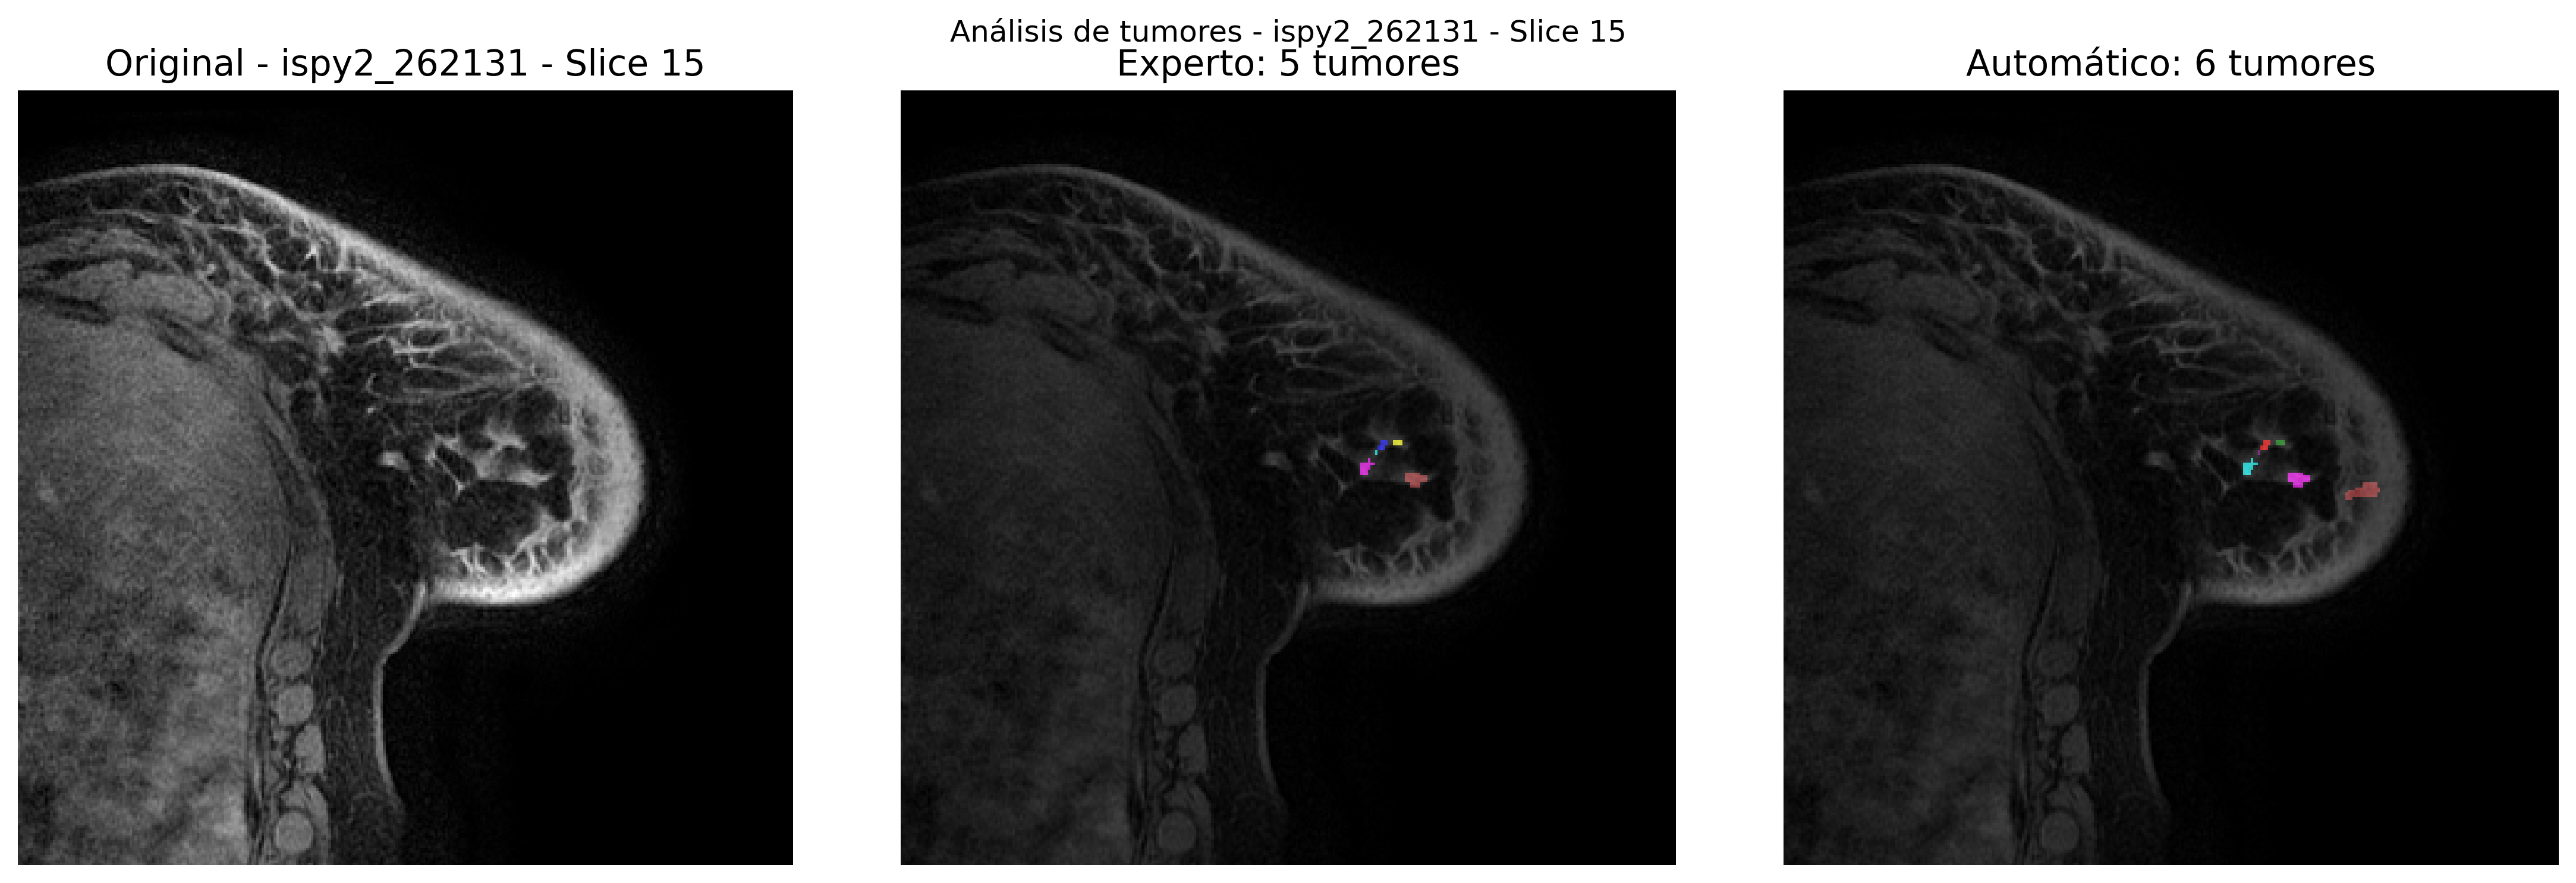 Análisis de tumores - ispy2_262131 - Slice 15
Original - ispy2_262131 - Slice 15
Experto: 5 tumores
Automático: 6 tumores